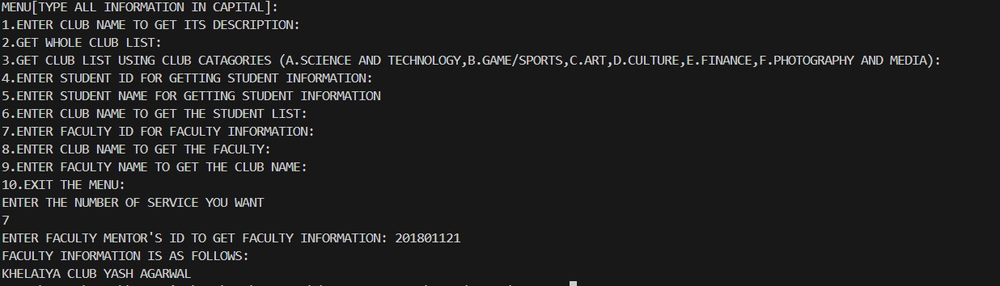 MENU[TYPE ALL INFORMATION IN CAPITAL]:
1.ENTER CLUB NAME TO GET ITS DESCRIPTION:
2.GET WHOLE CLUB LIST:
3.GET CLUB LIST USING CLUB CATAGORIES (A.SCIENCE AND TECHNOLOGY,B.GAME/SPORTS,C.ART,D.CULTURE,E.FINANCE,F.PHOTOGRAPHY AND MEDIA):
4.ENTER STUDENT ID FOR GETTING STUDENT INFORMATION:
5.ENTER STUDENT NAME FOR GETTING STUDENT INFORMATION
6.ENTER CLUB NAME TO GET THE STUDENT LIST:
7.ENTER FACULTY ID FOR FACULTY INFORMATION:
8.ENTER CLUB NAME TO GET THE FACULTY:
9.ENTER FACULTY NAME TO GET THE CLUB NAME:
10.EXIT THE MENU:
ENTER THE NUMBER OF SERVICE YOU WANT
7
ENTER FACULTY MENTOR'S ID TO GET FACULTY INFORMATION: 201801121
FACULTY INFORMATION IS AS FOLLOWS:
KHELAIYA CLUB YASH AGARWAL